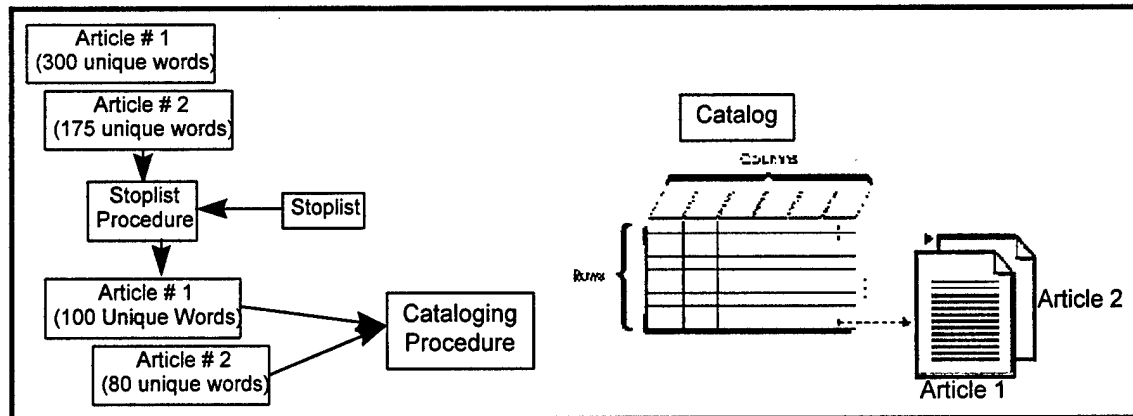 Article # 1
(300 unique words)
Article # 2
(175 unique words)
Stoplist
Procedure
Stoplist
Article # 1
(100 Unique Words)
Article # 2
(80 unique words)
Cataloging
Procedure
Catalog
Rows
Article 2
Article 1